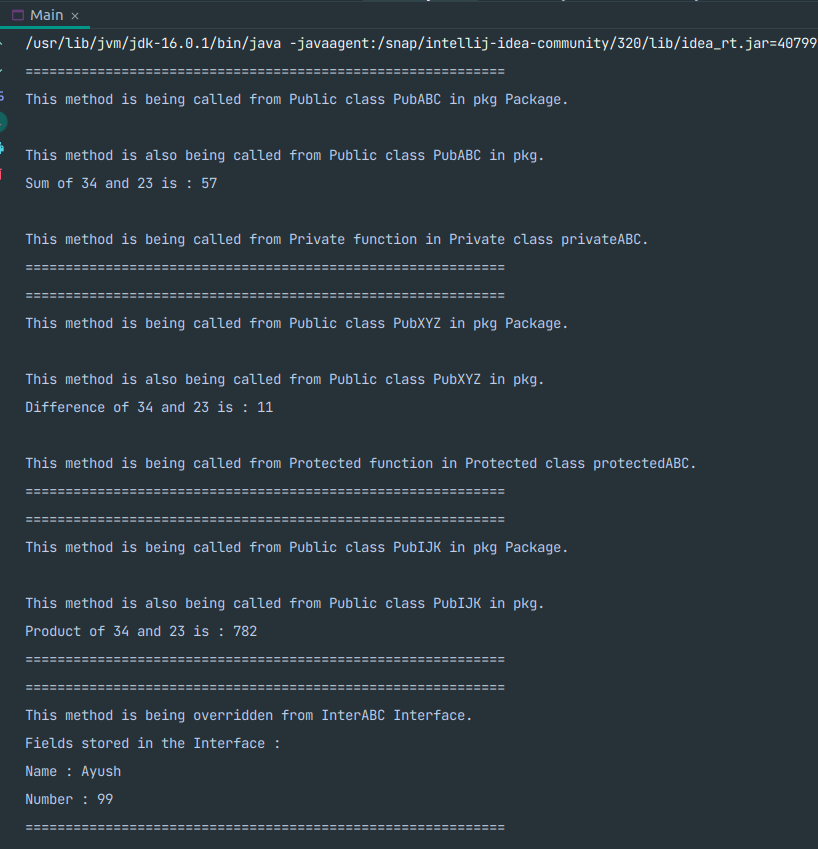 Main ×
/usr/lib/jvm/jdk-16.0.1/bin/java -javaagent:/snap/intellij-idea-community/320/lib/idea_rt.jar=40799
============================================================
This method is being called from Public class PubABC in pkg Package.
This method is also being called from Public class PubABC in pkg.
Sum of 34 and 23 is : 57
This method is being called from Private function in Private class privateABC.
============================================================
============================================================
This method is being called from Public class PubXYZ in pkg Package.
This method is also being called from Public class PubXYZ in pkg.
Difference of 34 and 23 is : 11
This method is being called from Protected function in Protected class protectedABC.
============================================================
============================================================
This method is being called from Public class PubIJK in pkg Package.
This method is also being called from Public class PubIJK in pkg.
Product of 34 and 23 is : 782
============================================================
============================================================
This method is being overridden from InterABC Interface.
Fields stored in the Interface :
Name : Ayush
Number : 99
============================================================